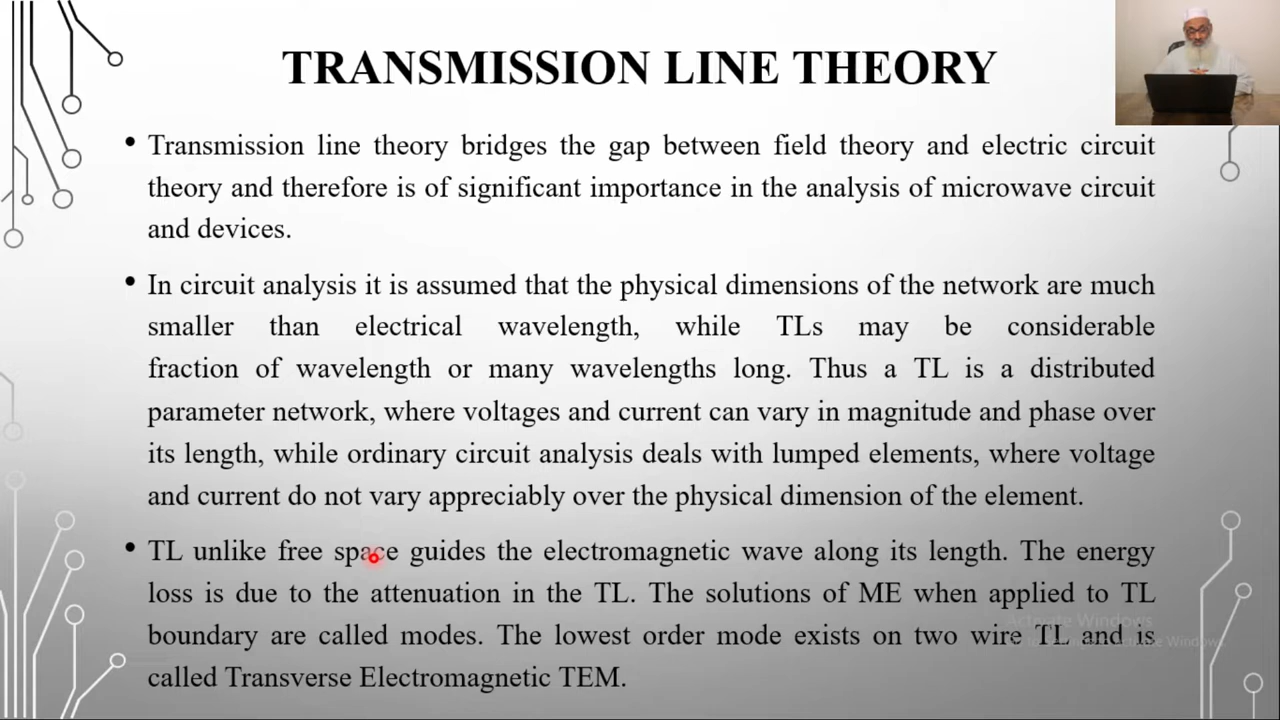 TRANSMISSION LINE THEORY
• Transmission line theory bridges the gap between field theory and electric circuit
theory and therefore is of significant importance in the analysis of microwave circuit
and devices.
• In circuit analysis it is assumed that the physical dimensions of the network are much
smaller than electrical wavelength, while TLs may be considerable
fraction of wavelength or many wavelengths long. Thus a TL is a distributed
parameter network, where voltages and current can vary in magnitude and phase over
its length, while ordinary circuit analysis deals with lumped elements, where voltage
and current do not vary appreciably over the physical dimension of the element.
• TL unlike free space guides the electromagnetic wave along its length. The energy
loss is due to the attenuation in the TL. The solutions of ME when applied to TL
Activate Windows
boundary are called modes. The lowest order mode exists on two wire TL and is
called Transverse Electromagnetic TEM.